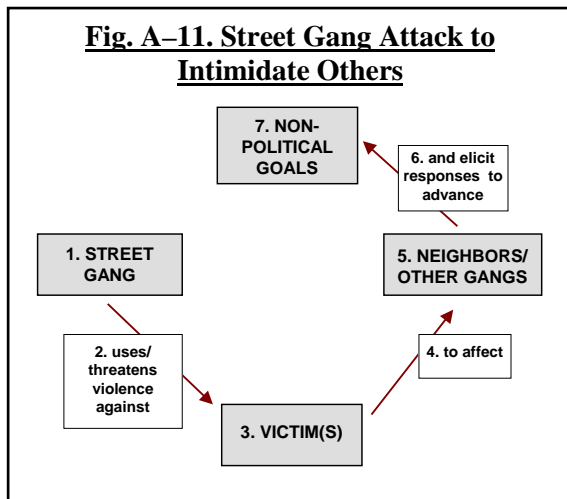 Fig. A–11. Street Gang Attack to
Intimidate Others
7. NON-
POLITICAL
GOALS
6. and elicit
responses to
advance
1. STREET
GANG
5. NEIGHBORS/
OTHER GANGS
2. uses/
threatens
violence
against
4. to affect
3. VICTIM(S)